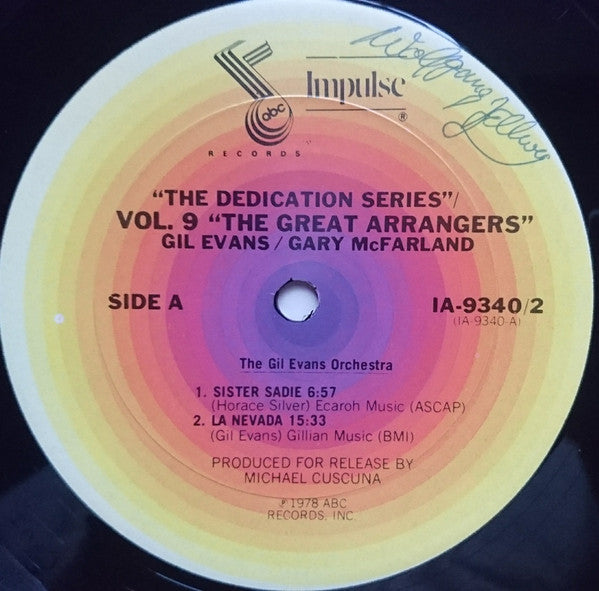 Wolfgang
abc
Impulse
®
RECORDS
"THE DEDICATION SERIES"/
VOL. 9 "THE GREAT ARRANGERS"
GIL EVANS / GARY McFARLAND
SIDE A
IA-9340/2
(IA-9340-A)
The Gil Evans Orchestra
1. SISTER SADIE 6:57
(Horace Silver) Ecaroh Music (ASCAP)
2. LA NEVADA 15:33
(Gil Evans) Gillian Music (BMI)
PRODUCED FOR RELEASE BY
MICHAEL CUSCUNA
℗ 1978 ABC
RECORDS, INC.